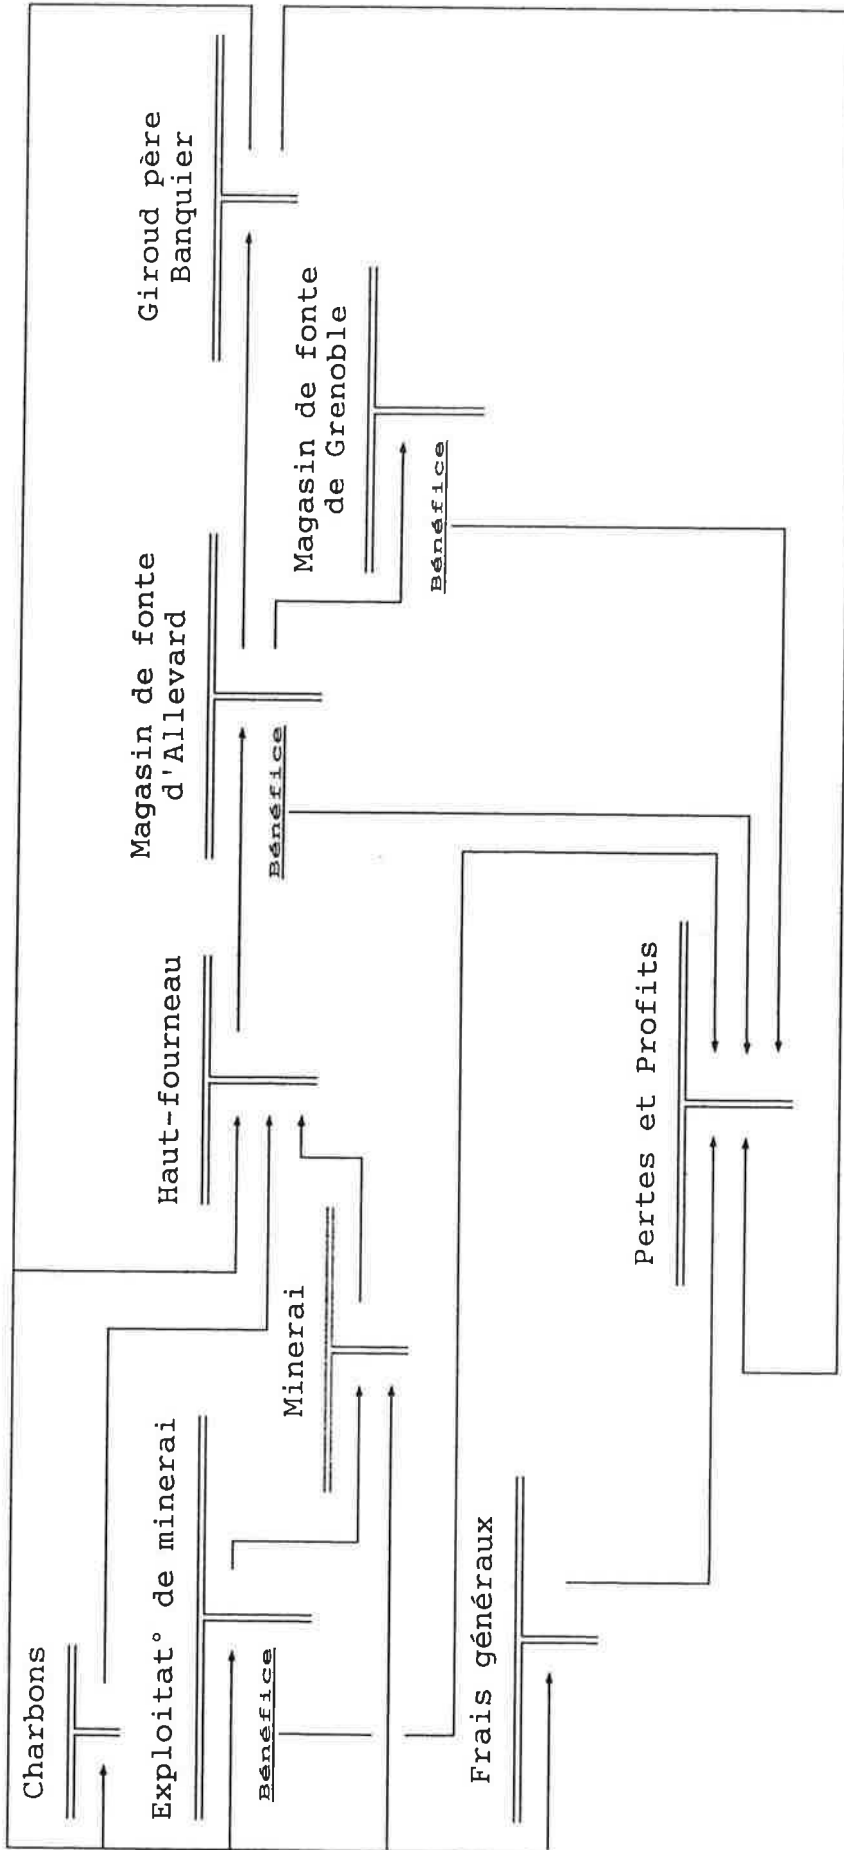 Charbons
Exploitat° de minerai
Bénéfice
Minerai
Haut-fourneau
Magasin de fonte
d'Allevard
Bénéfice
Giroud père
Banquier
Magasin de fonte
de Grenoble
Bénéfice
Frais généraux
Pertes et Profits